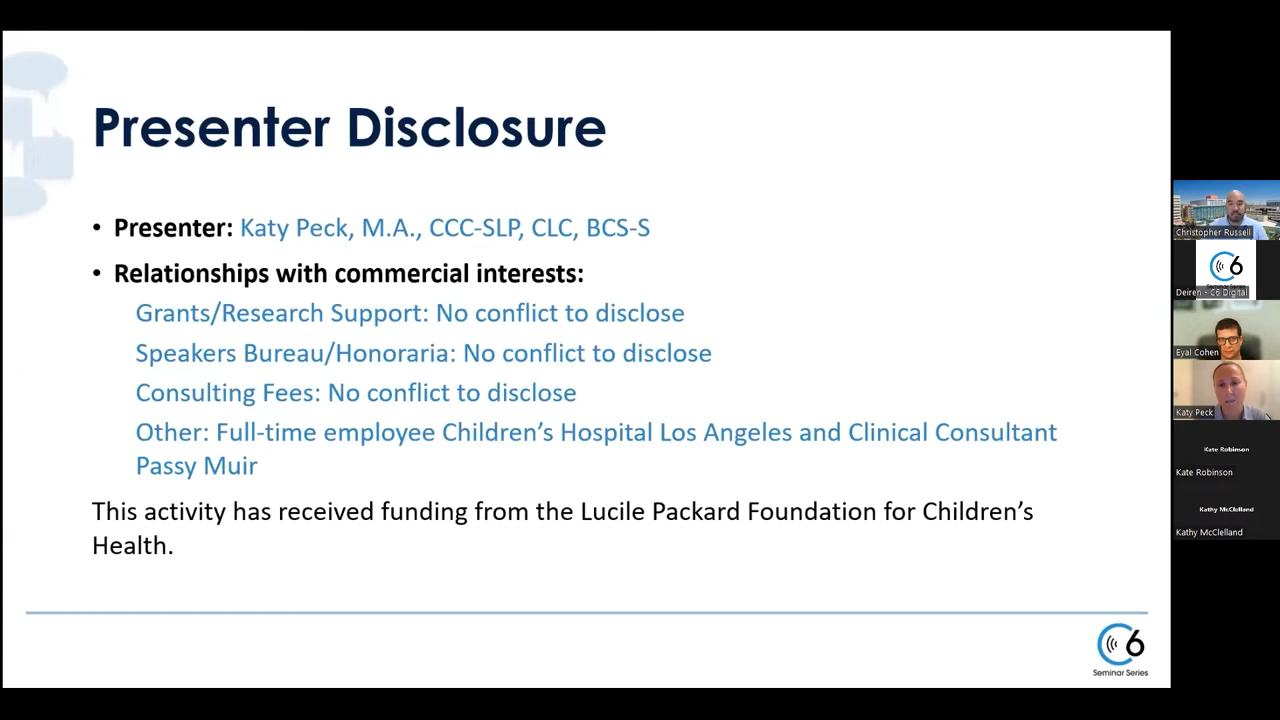 Presenter Disclosure
• Presenter: Katy Peck, M.A., CCC-SLP, CLC, BCS-S
• Relationships with commercial interests:
Grants/Research Support: No conflict to disclose
Speakers Bureau/Honoraria: No conflict to disclose
Consulting Fees: No conflict to disclose
Other: Full-time employee Children's Hospital Los Angeles and Clinical Consultant
Passy Muir
This activity has received funding from the Lucile Packard Foundation for Children's
Health.
C6
Seminar Series
Christopher Russell
C6
Deiren - C6 Digital
Eyal Cohen
Katy Peck
Kate Robinson
Kate Robinson
Kathy McClelland
Kathy McClelland